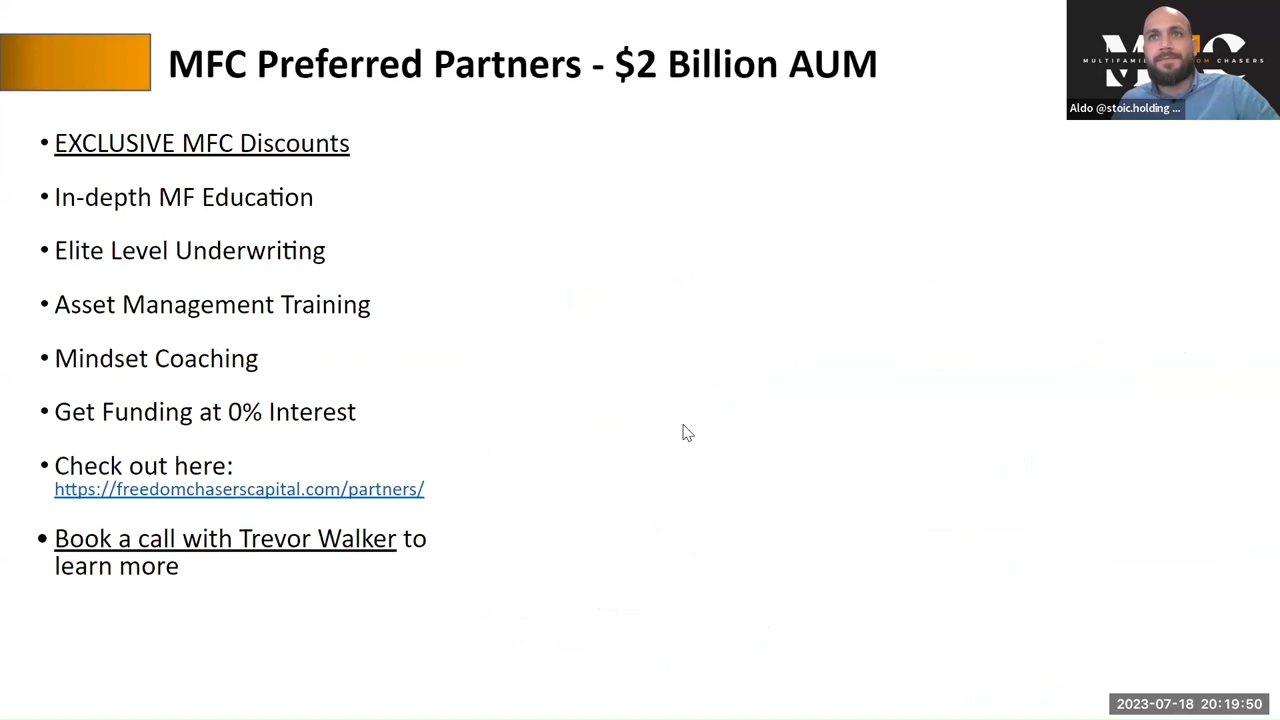 MFC Preferred Partners - $2 Billion AUM
• EXCLUSIVE MFC Discounts
• In-depth MF Education
• Elite Level Underwriting
• Asset Management Training
• Mindset Coaching
• Get Funding at 0% Interest
• Check out here:
https://freedomchaserscapital.com/partners/
• Book a call with Trevor Walker to
learn more
Aldo @stoic.holding ...
2023-07-18 20:19:50